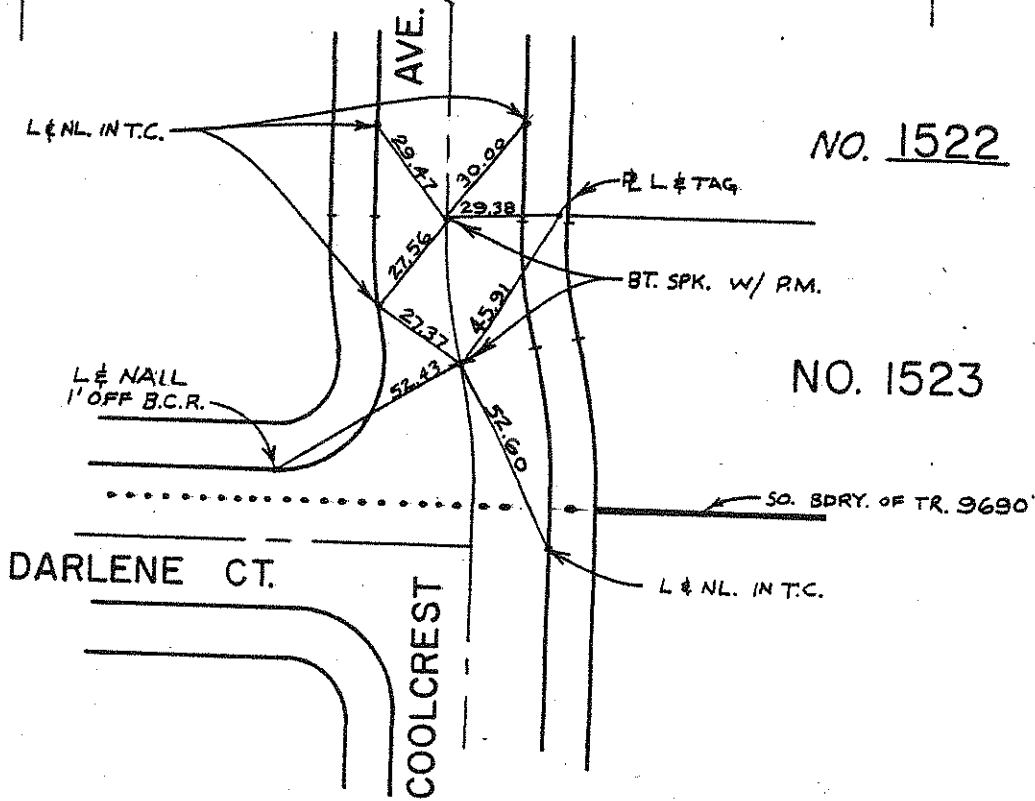 AVE.
L & NL. IN T.C.
NO. 1522
29.47
30.09
℄ L & TAG
29.38
27.56
BT. SPK. W/ P.M.
45.91
27.37
NO. 1523
L & NAIL
1' OFF B.C.R.
52.43
52.60
SO. BDRY. OF TR. 9690
DARLENE CT.
L & NL. IN T.C.
COOLCREST